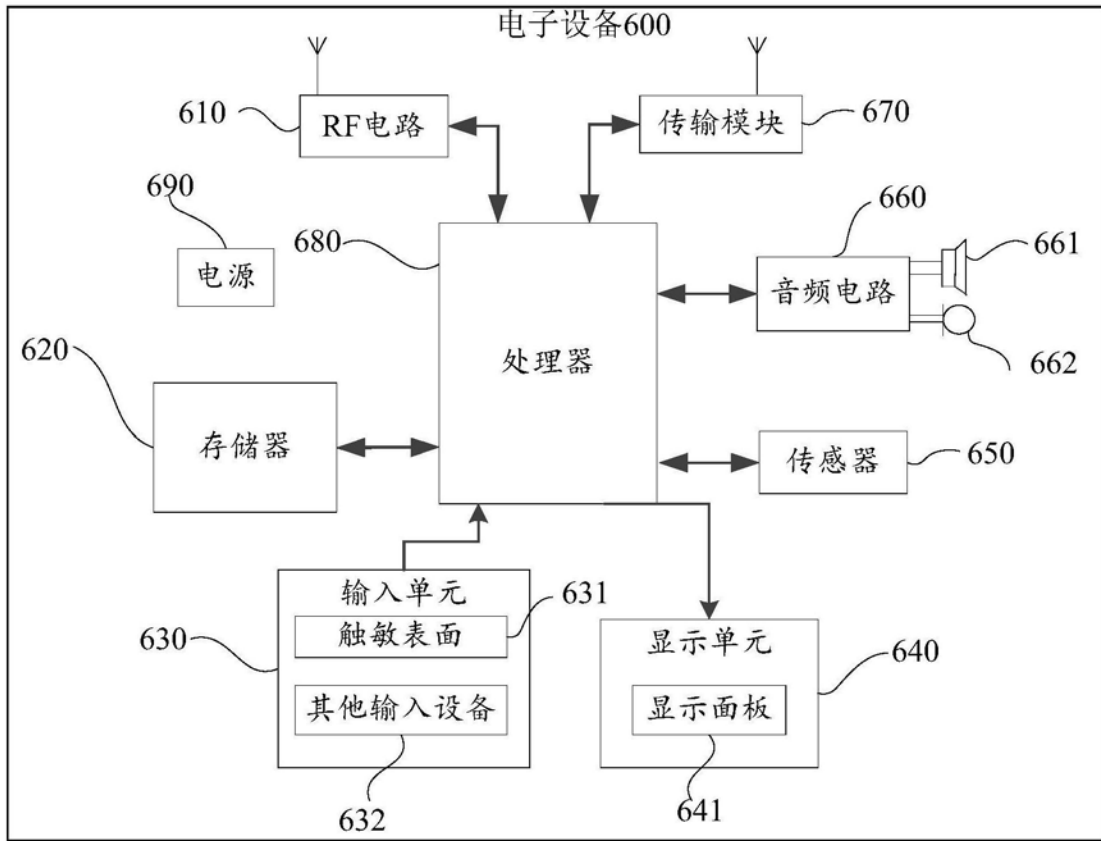 电子设备600
610
RF电路
传输模块
670
690
电源
680
660
661
音频电路
662
620
存储器
处理器
传感器
650
输入单元
631
触敏表面
630
其他输入设备
632
显示单元
640
显示面板
641